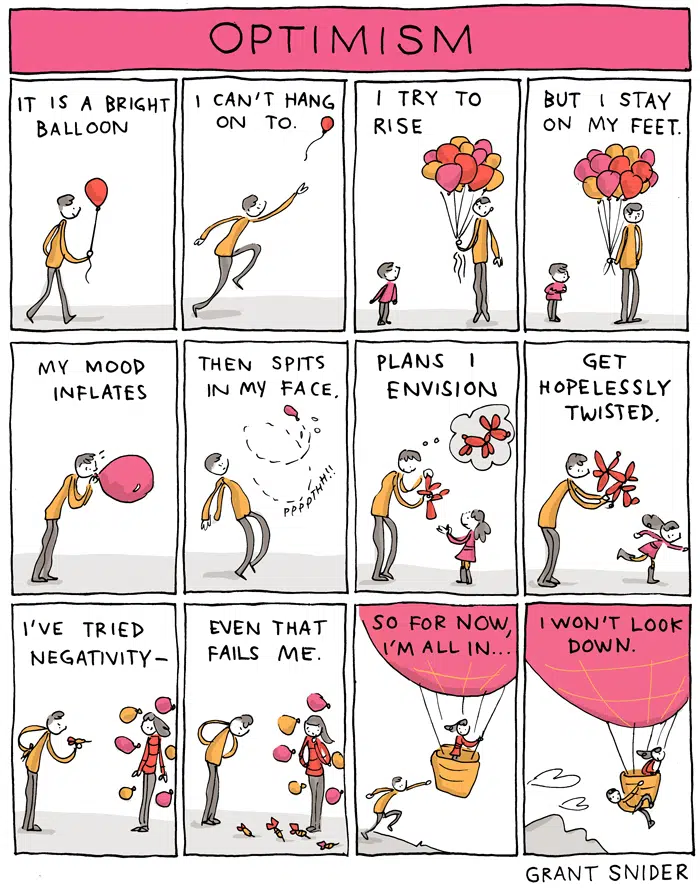 OPTIMISM
IT IS A BRIGHT
BALLOON
I CAN'T HANG
ON TO.
I TRY TO
RISE
BUT I STAY
ON MY FEET.
MY MOOD
INFLATES
THEN SPITS
IN MY FACE.
PPPPTHH!!
PLANS I
ENVISION
GET
HOPELESSLY
TWISTED.
I'VE TRIED
NEGATIVITY—
EVEN THAT
FAILS ME.
SO FOR NOW,
I'M ALL IN...
I WON'T LOOK
DOWN.
GRANT SNIDER